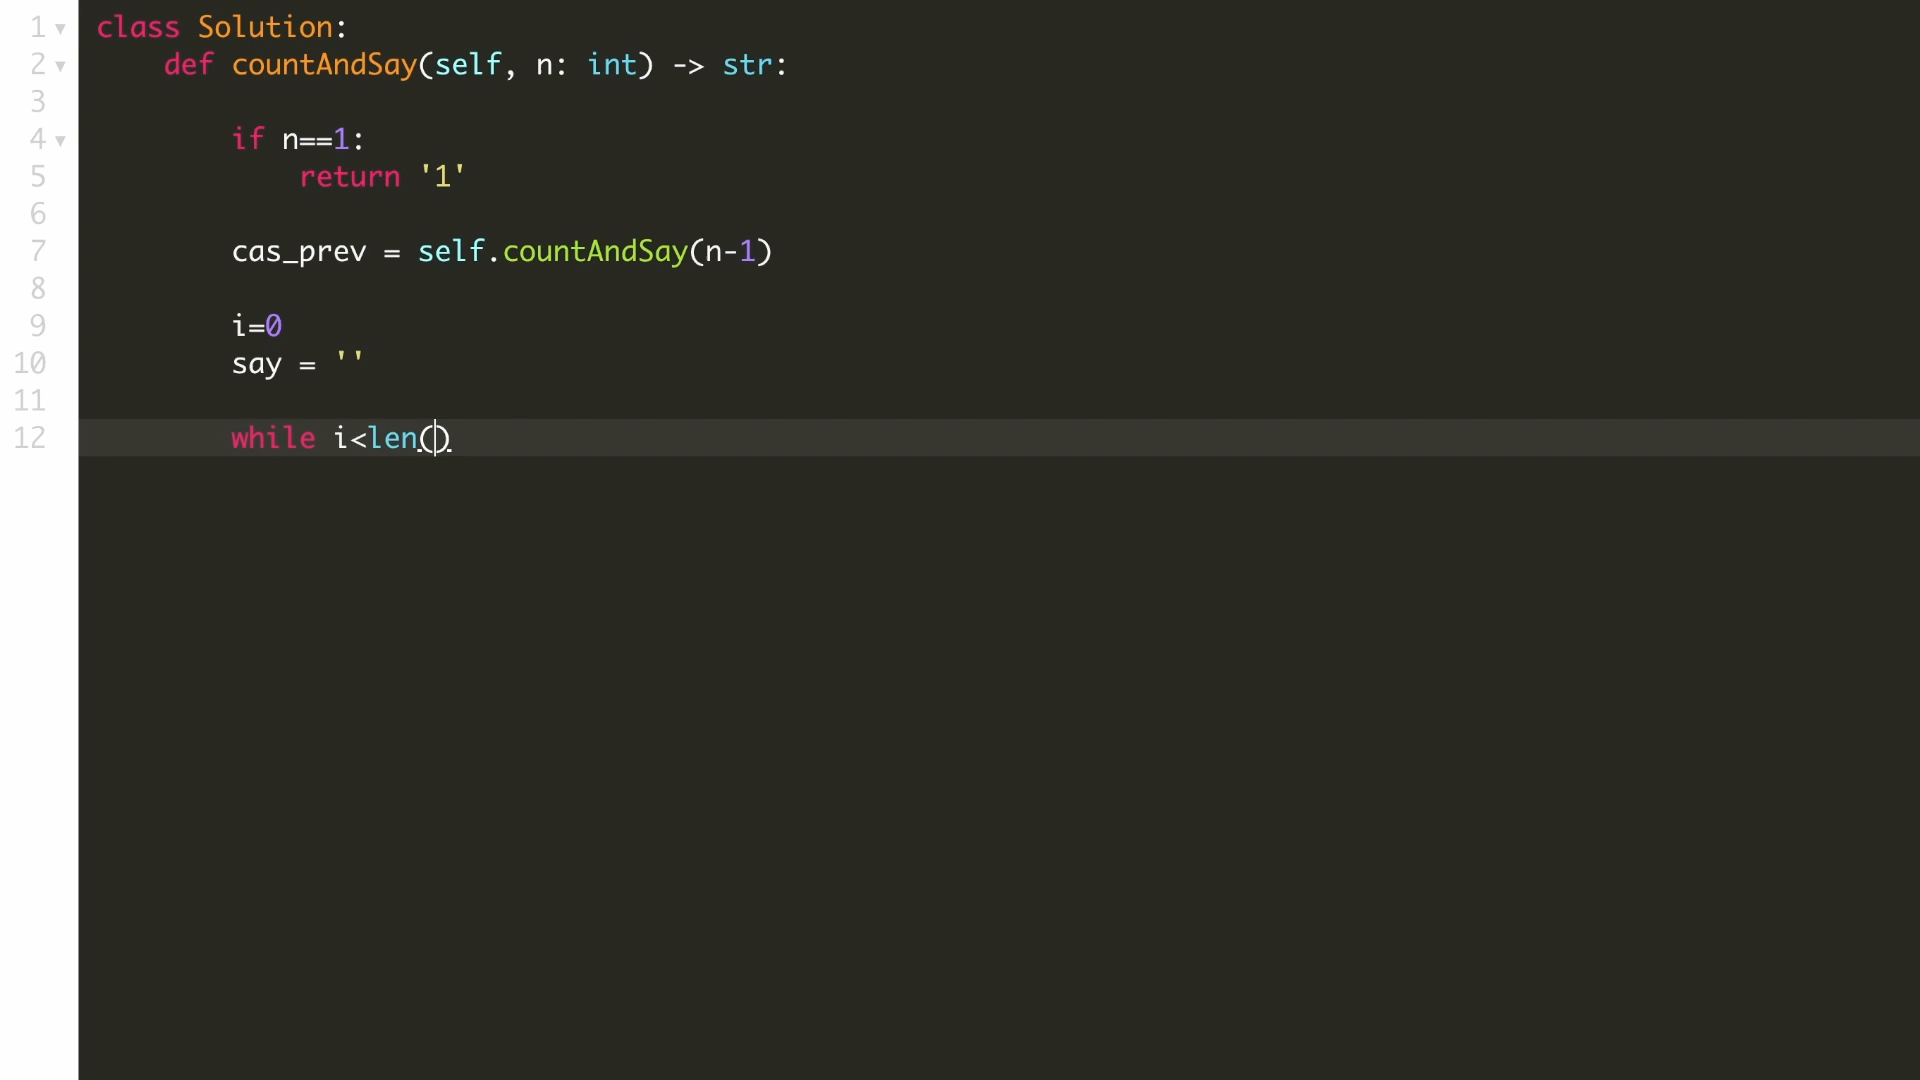 1 class Solution:
2 def countAndSay(self, n: int) -> str:
3
4 if n==1:
5 return '1'
6
7 cas_prev = self.countAndSay(n-1)
8
9 i=0
10 say = ''
11
12 while i<len()